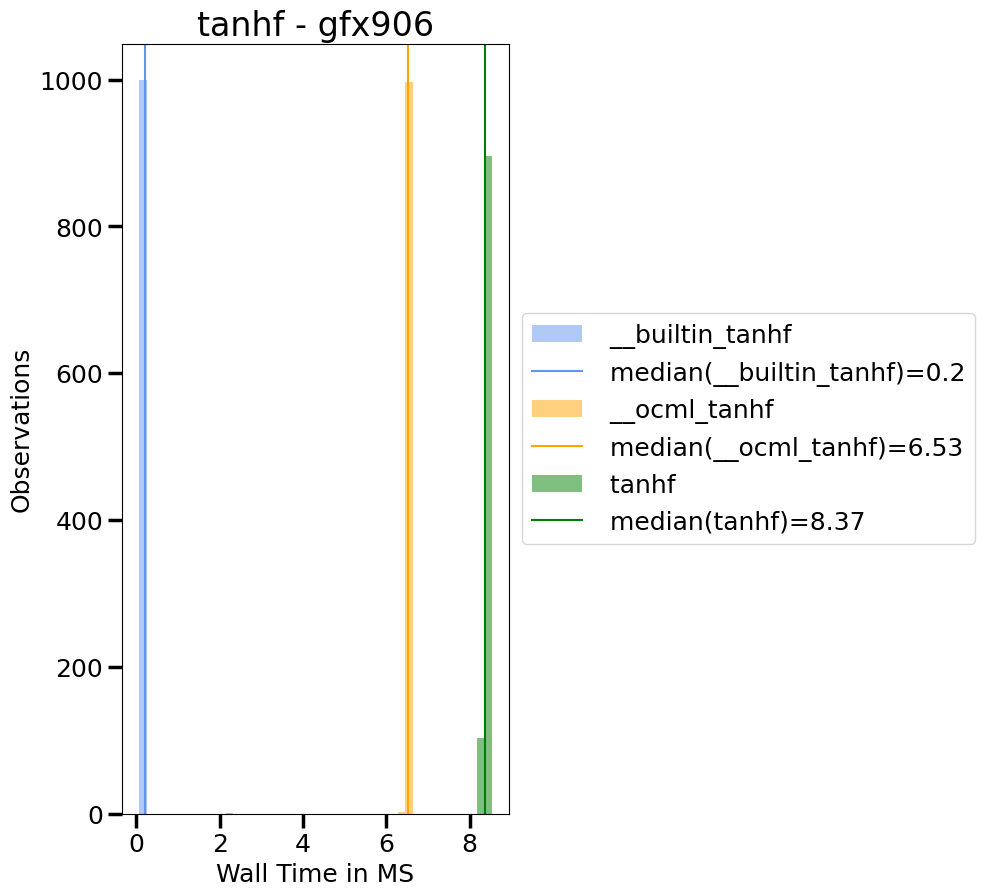 tanhf - gfx906
1000
800
600
400
200
0
Observations
0 2 4 6 8
Wall Time in MS
__builtin_tanhf
median(__builtin_tanhf)=0.2
__ocml_tanhf
median(__ocml_tanhf)=6.53
tanhf
median(tanhf)=8.37